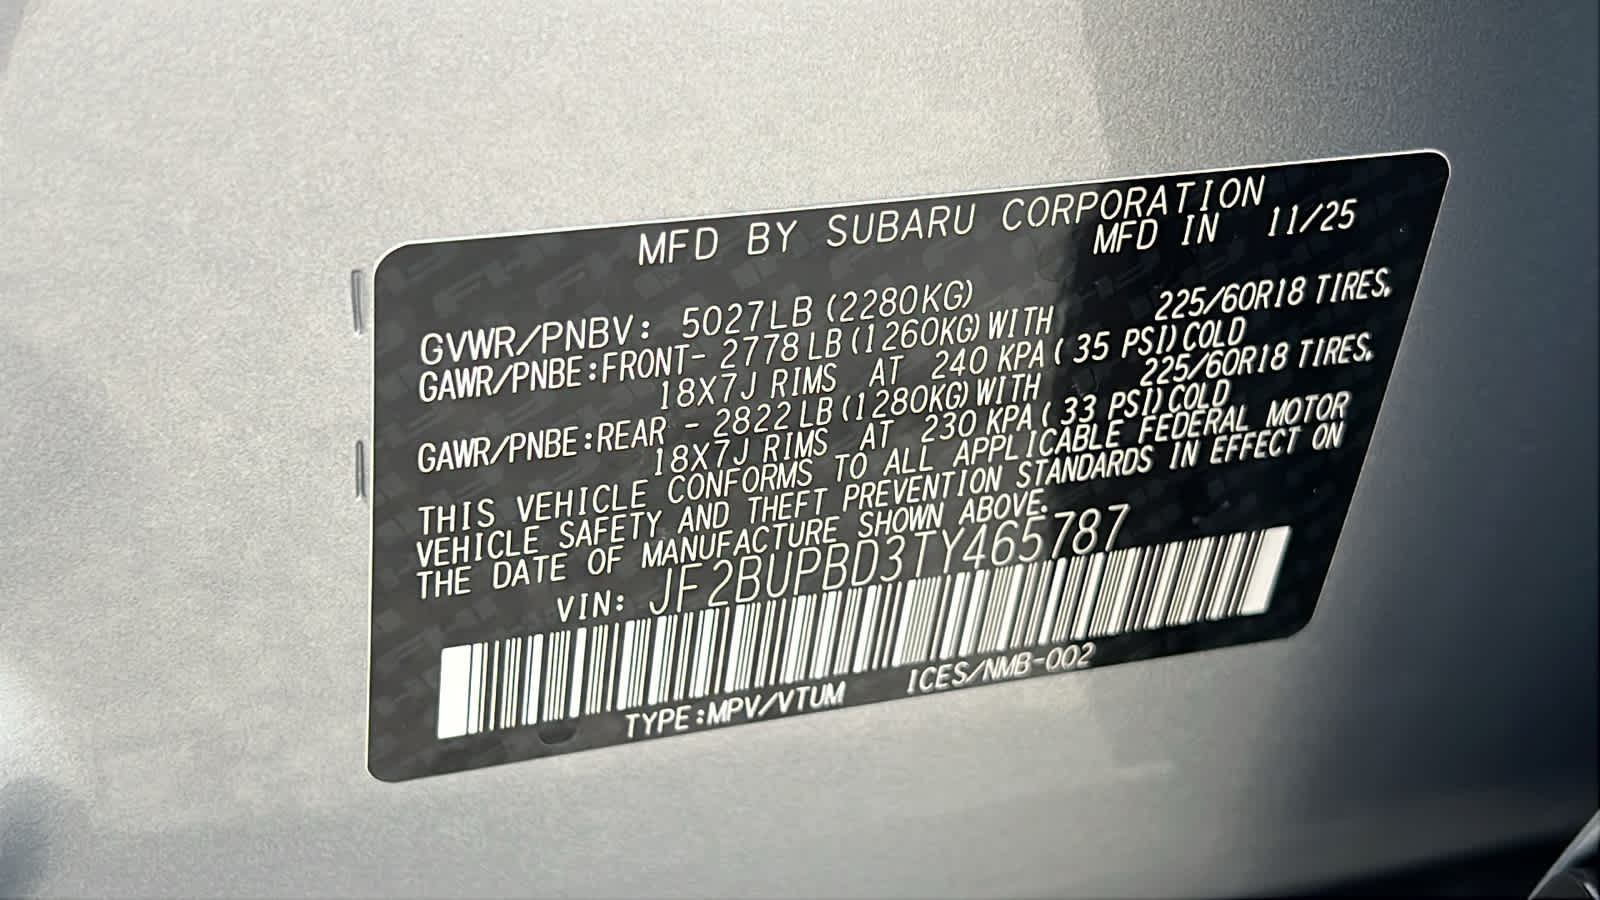 MFD BY SUBARU CORPORATION
MFD IN 11/25
GVWR/PNBV: 5027LB (2280KG)
GAWR/PNBE:FRONT- 2778 LB (1260KG) WITH 225/60R18 TIRES,
18X7J RIMS AT 240 KPA ( 35 PSI) COLD
GAWR/PNBE:REAR - 2822 LB (1280KG) WITH 225/60R18 TIRES,
18X7J RIMS AT 230 KPA ( 33 PSI) COLD
THIS VEHICLE CONFORMS TO ALL APPLICABLE FEDERAL MOTOR
VEHICLE SAFETY AND THEFT PREVENTION STANDARDS IN EFFECT ON
THE DATE OF MANUFACTURE SHOWN ABOVE.
VIN: JF2BUPBD3TY465787
TYPE:MPV/VTUM ICES/NMB-002